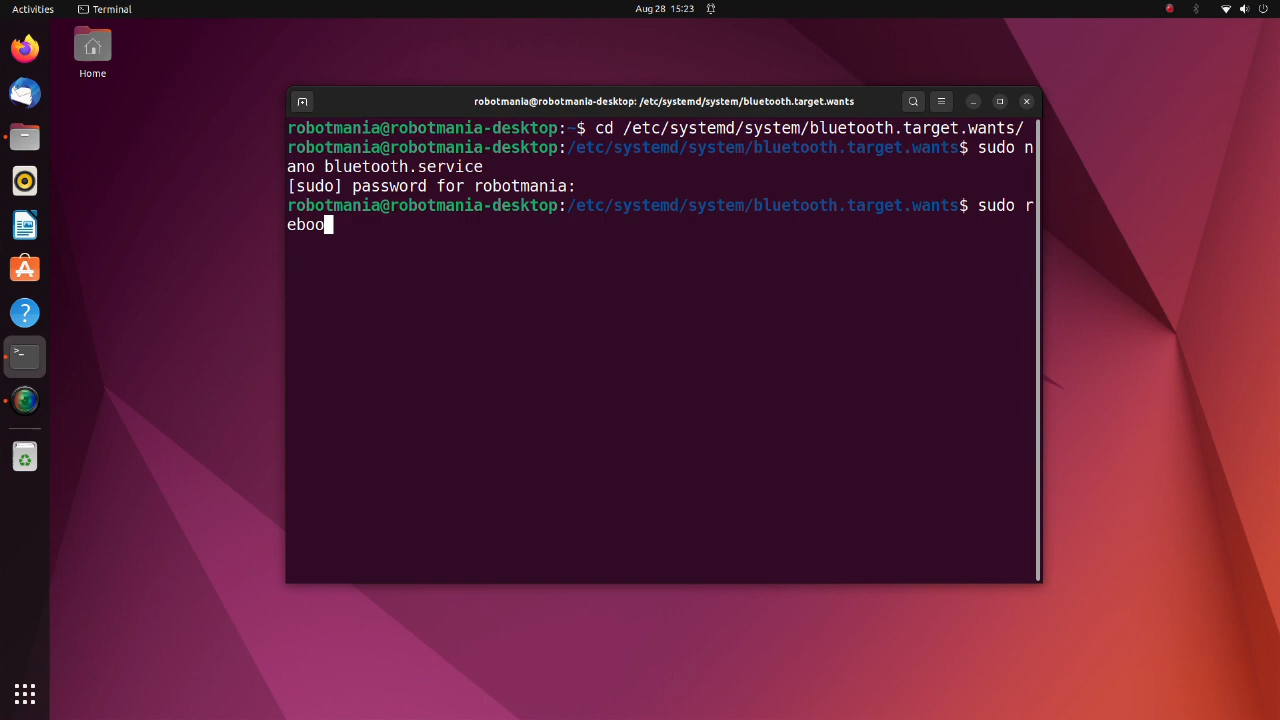 Activities
Terminal
Aug 28 15:23
Home
robotmania@robotmania-desktop: /etc/systemd/system/bluetooth.target.wants
robotmania@robotmania-desktop:~$ cd /etc/systemd/system/bluetooth.target.wants/
robotmania@robotmania-desktop:/etc/systemd/system/bluetooth.target.wants$ sudo n
ano bluetooth.service
[sudo] password for robotmania:
robotmania@robotmania-desktop:/etc/systemd/system/bluetooth.target.wants$ sudo r
eboo